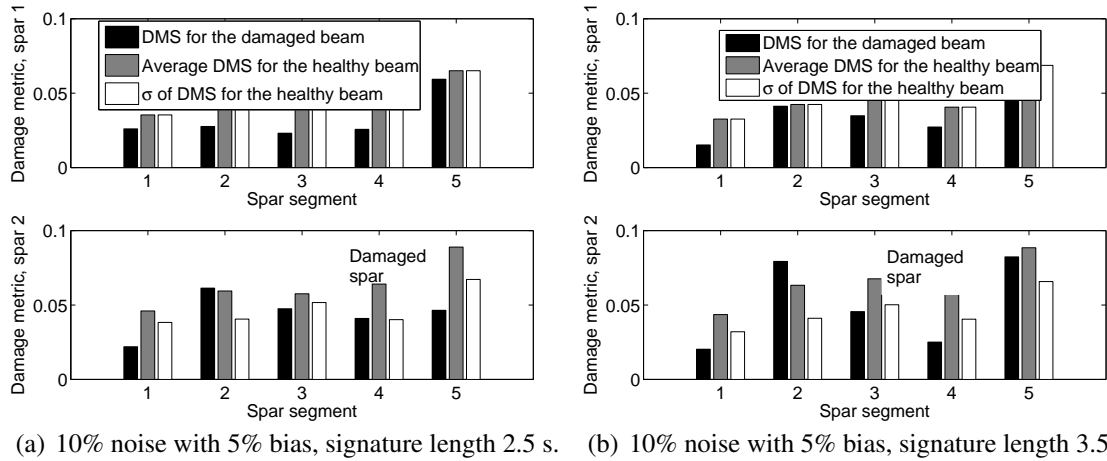 Damage metric, spar 1
0.1
0.05
0
DMS for the damaged beam
Average DMS for the healthy beam
σ of DMS for the healthy beam
1 2 3 4 5
Spar segment
Damage metric, spar 2
0.1
0.05
0
Damaged
spar
1 2 3 4 5
Spar segment
(a) 10% noise with 5% bias, signature length 2.5 s.
Damage metric, spar 1
0.1
0.05
0
DMS for the damaged beam
Average DMS for the healthy beam
σ of DMS for the healthy beam
1 2 3 4 5
Spar segment
Damage metric, spar 2
0.1
0.05
0
Damaged
spar
1 2 3 4 5
Spar segment
(b) 10% noise with 5% bias, signature length 3.5